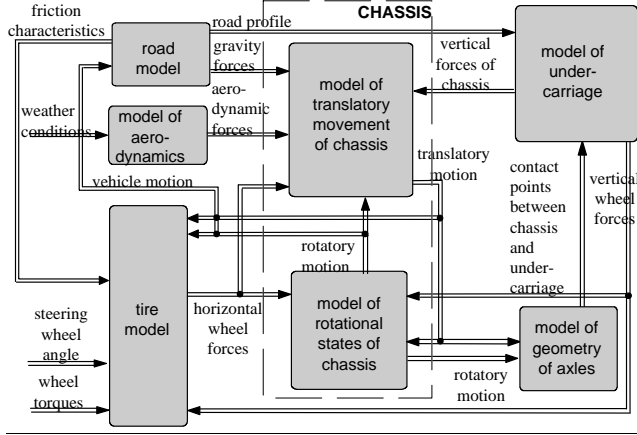 friction
characteristics
CHASSIS
road profile
gravity
forces
road
model
vertical
forces of
chassis
model of
under-
carriage
model of
translatory
movement
of chassis
aero-
dynamic
forces
weather
conditions
model of
aero-
dynamics
translatory
motion
vehicle motion
contact
points
between
chassis
and
under-
carriage
vertical
wheel
forces
rotatory
motion
tire
model
horizontal
wheel
forces
model of
rotational
states of
chassis
model of
geometry
of axles
steering
wheel
angle
rotatory
motion
wheel
torques